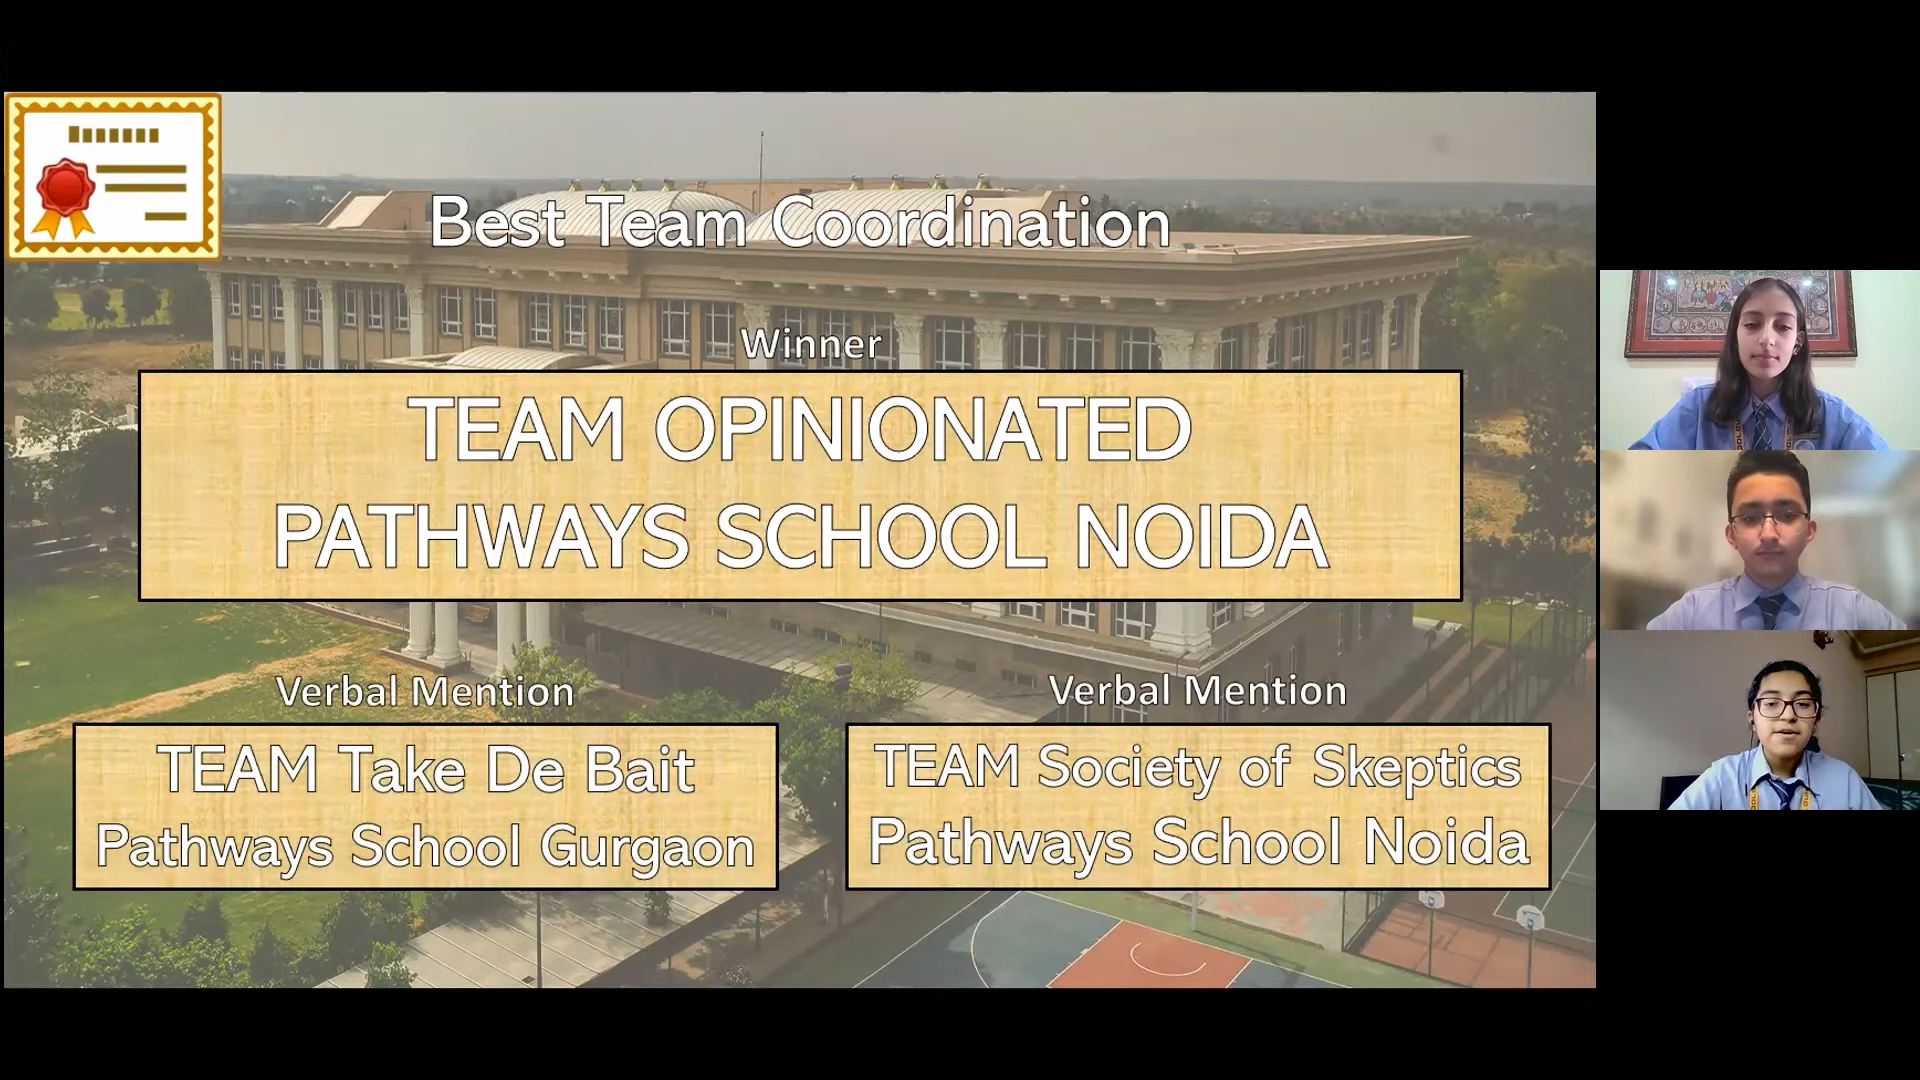 Best Team Coordination
Winner
TEAM OPINIONATED
PATHWAYS SCHOOL NOIDA
Verbal Mention
TEAM Take De Bait
Pathways School Gurgaon
Verbal Mention
TEAM Society of Skeptics
Pathways School Noida